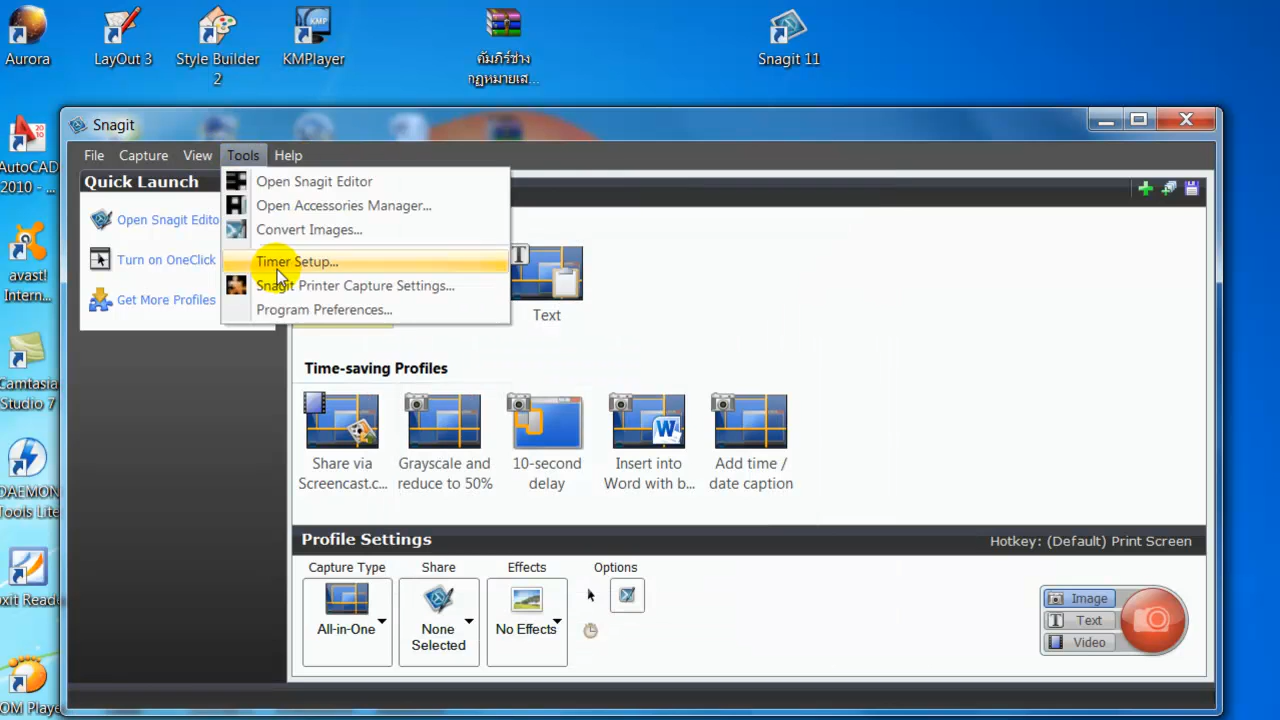 Aurora
LayOut 3
Style Builder
2
KMPlayer
คัมภีร์ช่าง
กฏหมายเส...
Snagit 11
AutoCAD
2010 - ...
avast!
Intern...
Camtasia
Studio 7
DAEMON
Tools Lite
oxit Reade
OM Playe
Snagit
File
Capture
View
Tools
Help
Quick Launch
Open Snagit Edito
Turn on OneClick
Get More Profiles
Open Snagit Editor
Open Accessories Manager...
Convert Images...
Timer Setup...
Snagit Printer Capture Settings...
Program Preferences...
Text
Time-saving Profiles
Share via
Screencast.c...
Grayscale and
reduce to 50%
10-second
delay
Insert into
Word with b...
Add time /
date caption
Profile Settings
Hotkey: (Default) Print Screen
Capture Type
Share
Effects
Options
All-in-One
None
Selected
No Effects
Image
Text
Video